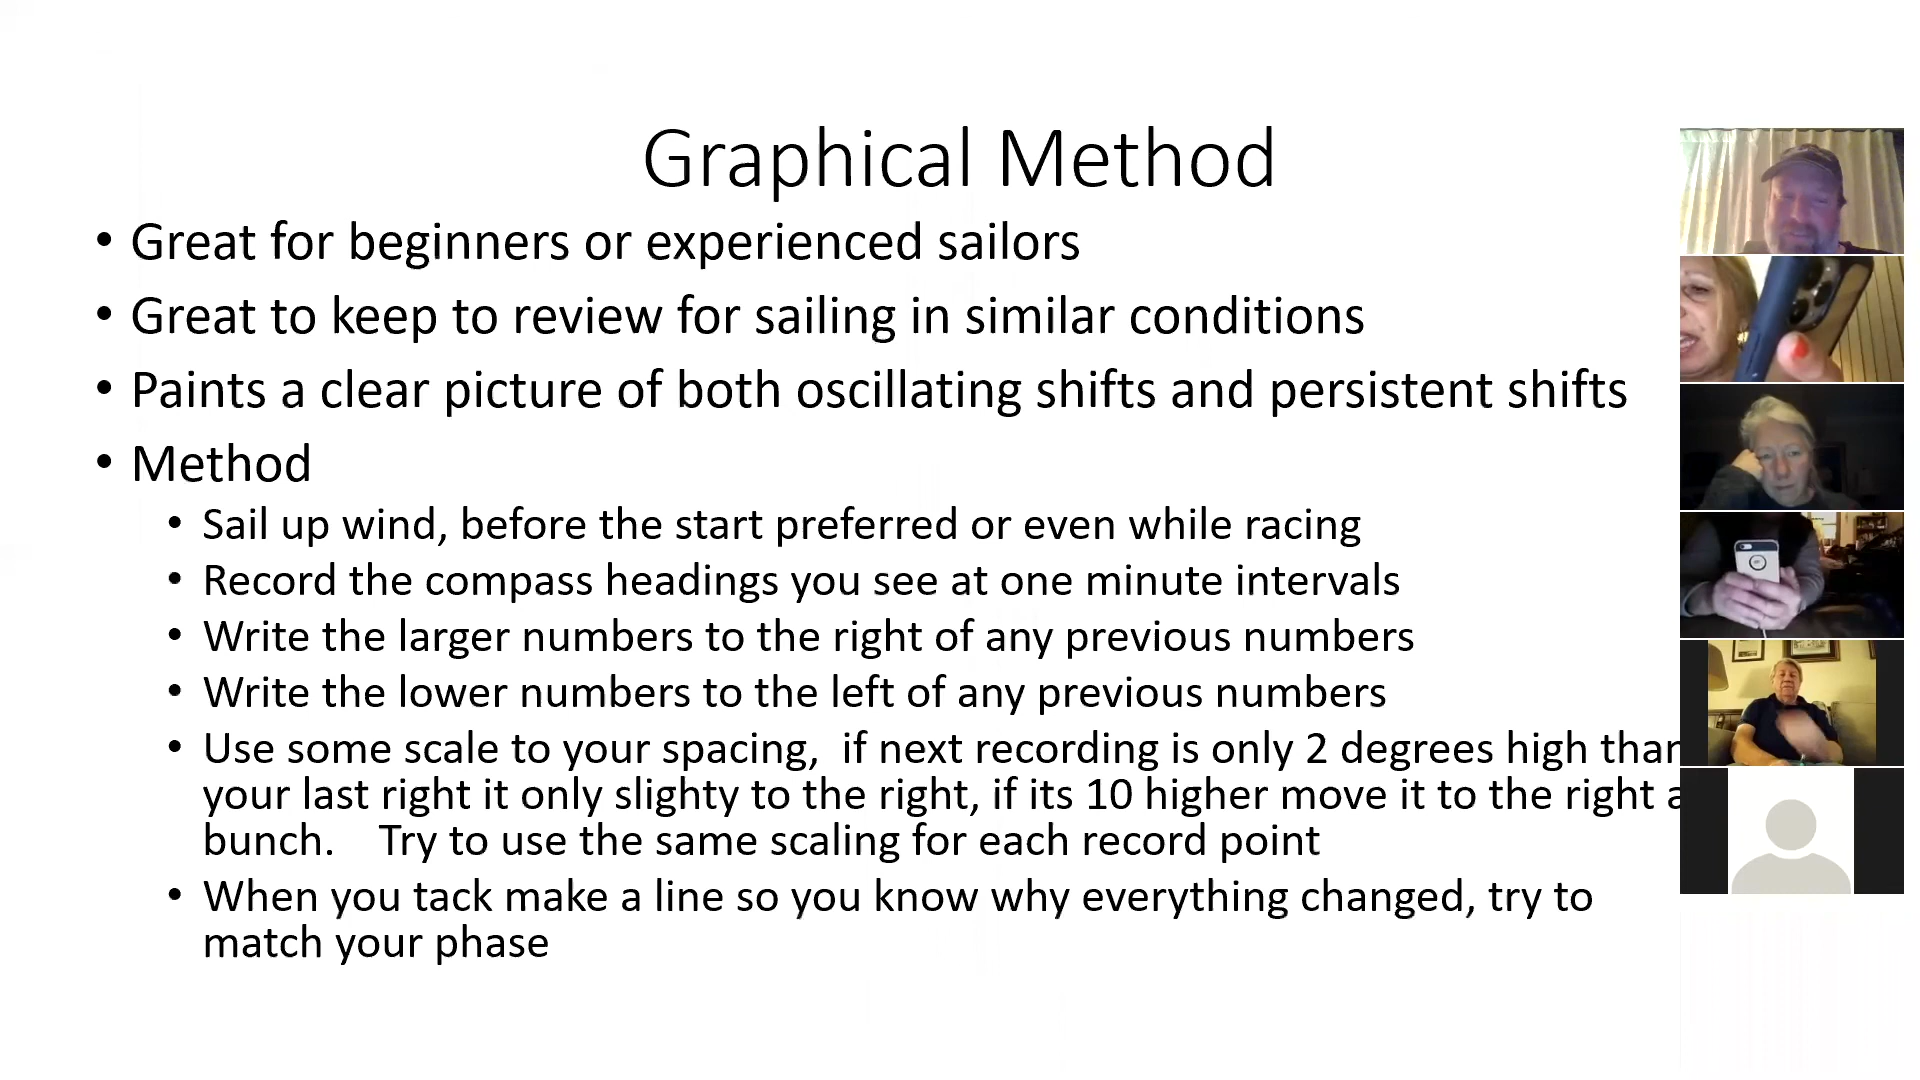 Graphical Method
• Great for beginners or experienced sailors
• Great to keep to review for sailing in similar conditions
• Paints a clear picture of both oscillating shifts and persistent shifts
• Method
• Sail up wind, before the start preferred or even while racing
• Record the compass headings you see at one minute intervals
• Write the larger numbers to the right of any previous numbers
• Write the lower numbers to the left of any previous numbers
• Use some scale to your spacing, if next recording is only 2 degrees high than
your last right it only slighty to the right, if its 10 higher move it to the right a
bunch. Try to use the same scaling for each record point
• When you tack make a line so you know why everything changed, try to
match your phase